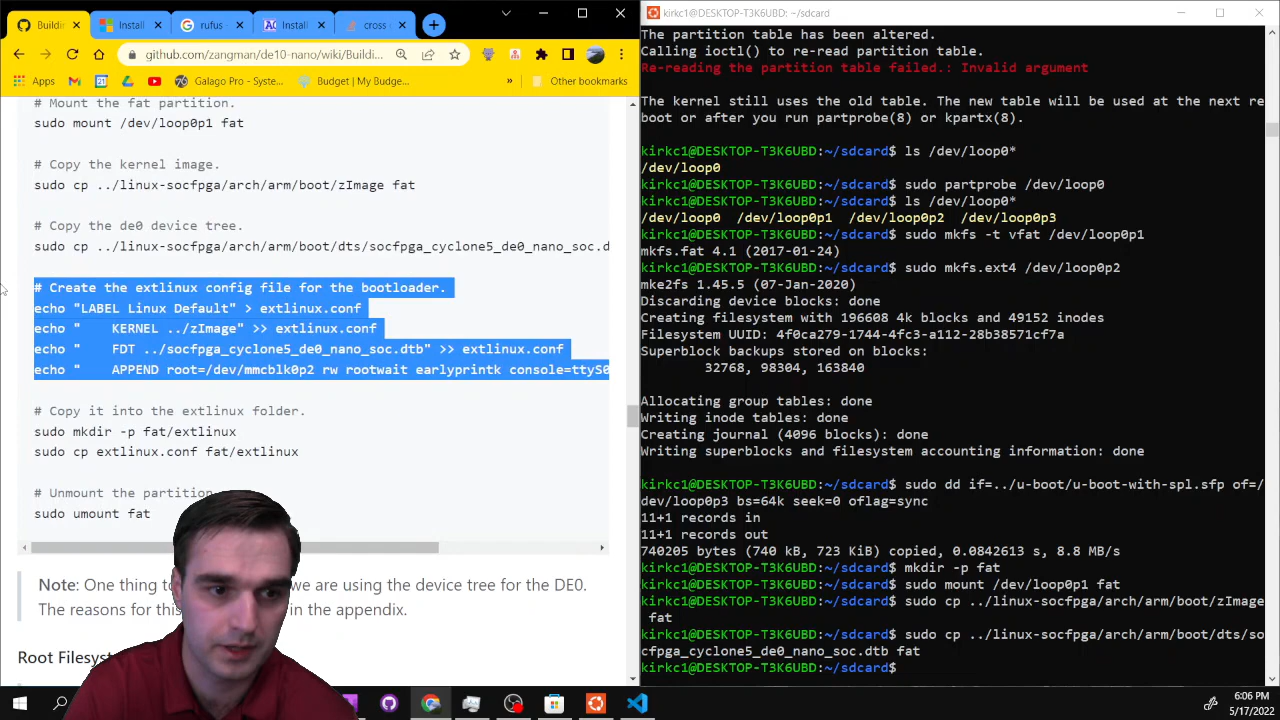 Buildi
Install
rufus -
Install
cross
kirkc1@DESKTOP-T3K6UBD: ~/sdcard
github.com/zangman/de10-nano/wiki/Buildi...
Apps
Galago Pro - Syste...
Budget | My Budge...
»
Other bookmarks
# Mount the fat partition.
sudo mount /dev/loop0p1 fat
# Copy the kernel image.
sudo cp ../linux-socfpga/arch/arm/boot/zImage fat
# Copy the de0 device tree.
sudo cp ../linux-socfpga/arch/arm/boot/dts/socfpga_cyclone5_de0_nano_soc.d
# Create the extlinux config file for the bootloader.
echo "LABEL Linux Default" > extlinux.conf
echo "    KERNEL ../zImage" >> extlinux.conf
echo "    FDT ../socfpga_cyclone5_de0_nano_soc.dtb" >> extlinux.conf
echo "    APPEND root=/dev/mmcblk0p2 rw rootwait earlyprintk console=ttyS0
# Copy it into the extlinux folder.
sudo mkdir -p fat/extlinux
sudo cp extlinux.conf fat/extlinux
# Unmount the partition
sudo umount fat
Note: One thing to we are using the device tree for the DE0.
The reasons for this in the appendix.
Root Filesyst
The partition table has been altered.
Calling ioctl() to re-read partition table.
Re-reading the partition table failed.: Invalid argument
The kernel still uses the old table. The new table will be used at the next re
boot or after you run partprobe(8) or kpartx(8).
kirkc1@DESKTOP-T3K6UBD:~/sdcard$ ls /dev/loop0*
/dev/loop0
kirkc1@DESKTOP-T3K6UBD:~/sdcard$ sudo partprobe /dev/loop0
kirkc1@DESKTOP-T3K6UBD:~/sdcard$ ls /dev/loop0*
/dev/loop0  /dev/loop0p1  /dev/loop0p2  /dev/loop0p3
kirkc1@DESKTOP-T3K6UBD:~/sdcard$ sudo mkfs -t vfat /dev/loop0p1
mkfs.fat 4.1 (2017-01-24)
kirkc1@DESKTOP-T3K6UBD:~/sdcard$ sudo mkfs.ext4 /dev/loop0p2
mke2fs 1.45.5 (07-Jan-2020)
Discarding device blocks: done
Creating filesystem with 196608 4k blocks and 49152 inodes
Filesystem UUID: 4f0ca279-1744-4fc3-a112-28b38571cf7a
Superblock backups stored on blocks:
        32768, 98304, 163840
Allocating group tables: done
Writing inode tables: done
Creating journal (4096 blocks): done
Writing superblocks and filesystem accounting information: done
kirkc1@DESKTOP-T3K6UBD:~/sdcard$ sudo dd if=../u-boot/u-boot-with-spl.sfp of=/
dev/loop0p3 bs=64k seek=0 oflag=sync
11+1 records in
11+1 records out
740205 bytes (740 kB, 723 KiB) copied, 0.0842613 s, 8.8 MB/s
kirkc1@DESKTOP-T3K6UBD:~/sdcard$ mkdir -p fat
kirkc1@DESKTOP-T3K6UBD:~/sdcard$ sudo mount /dev/loop0p1 fat
kirkc1@DESKTOP-T3K6UBD:~/sdcard$ sudo cp ../linux-socfpga/arch/arm/boot/zImage
 fat
kirkc1@DESKTOP-T3K6UBD:~/sdcard$ sudo cp ../linux-socfpga/arch/arm/boot/dts/so
cfpga_cyclone5_de0_nano_soc.dtb fat
kirkc1@DESKTOP-T3K6UBD:~/sdcard$
6:06 PM
5/17/2022